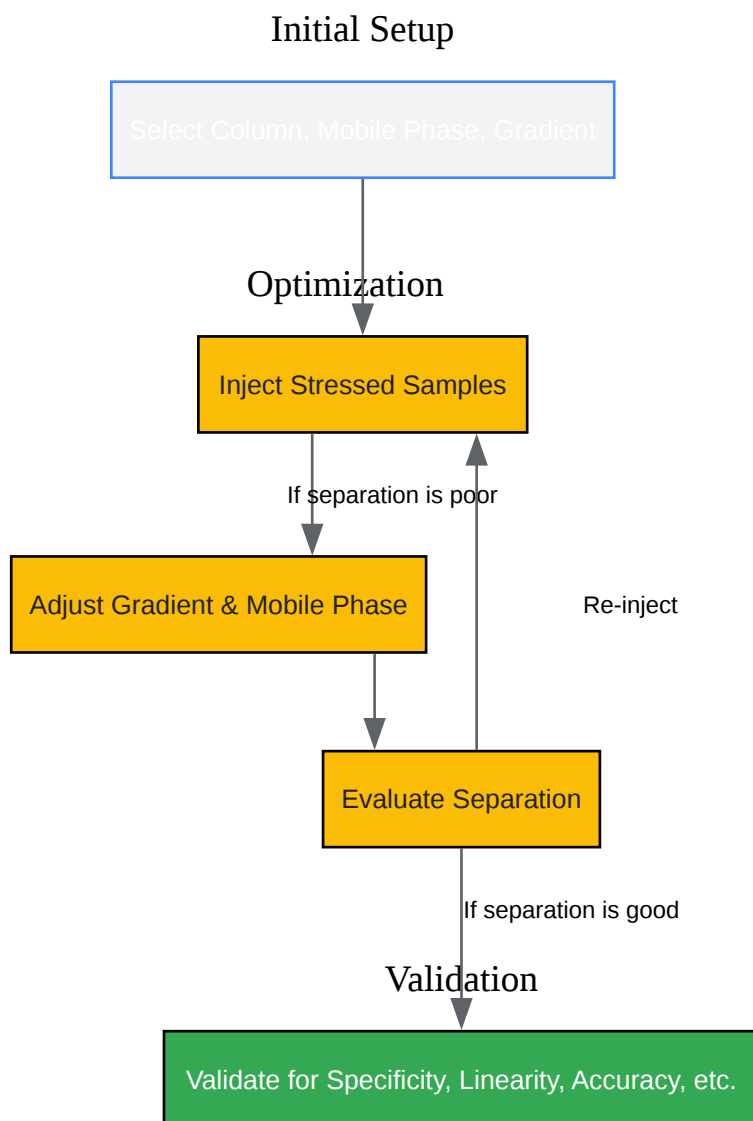 Initial Setup
Select Column, Mobile Phase, Gradient
Optimization
Inject Stressed Samples
If separation is poor
Adjust Gradient & Mobile Phase
Re-inject
Evaluate Separation
If separation is good
Validation
Validate for Specificity, Linearity, Accuracy, etc.